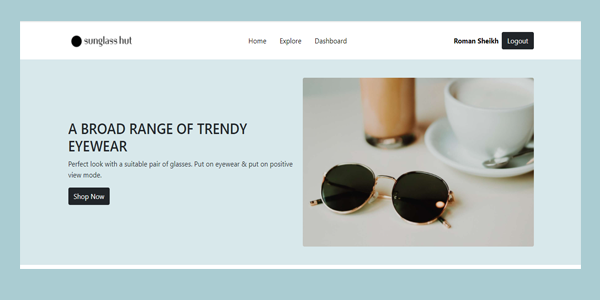 sunglass hut
Home Explore Dashboard
Roman Sheikh Logout
A BROAD RANGE OF TRENDY
EYEWEAR
Perfect look with a suitable pair of glasses. Put on eyewear & put on positive
view mode.
Shop Now